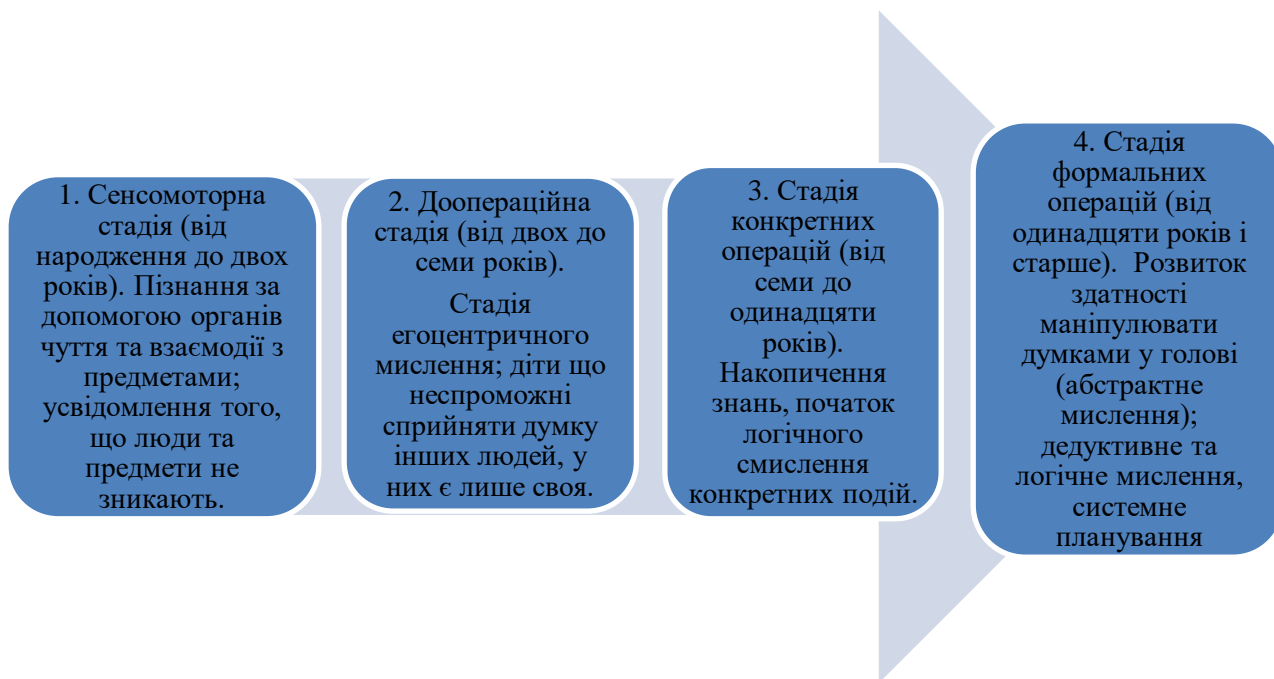 1. Сенсомоторна
стадія (від
народження до двох
років). Пізнання за
допомогою органів
чуття та взаємодії з
предметами;
усвідомлення того,
що люди та
предмети не
зникають.
2. Доопераційна
стадія (від двох до
семи років).
Стадія
егоцентричного
мислення; діти що
неспроможні
сприйняти думку
інших людей, у
них є лише своя.
3. Стадія
конкретних
операцій (від
семи до
одинадцяти
років).
Накопичення
знань, початок
логічного
смислення
конкретних подій.
4. Стадія
формальних
операцій (від
одинадцяти років і
старше). Розвиток
здатності
маніпулювати
думками у голові
(абстрактне
мислення);
дедуктивне та
логічне мислення,
системне
планування